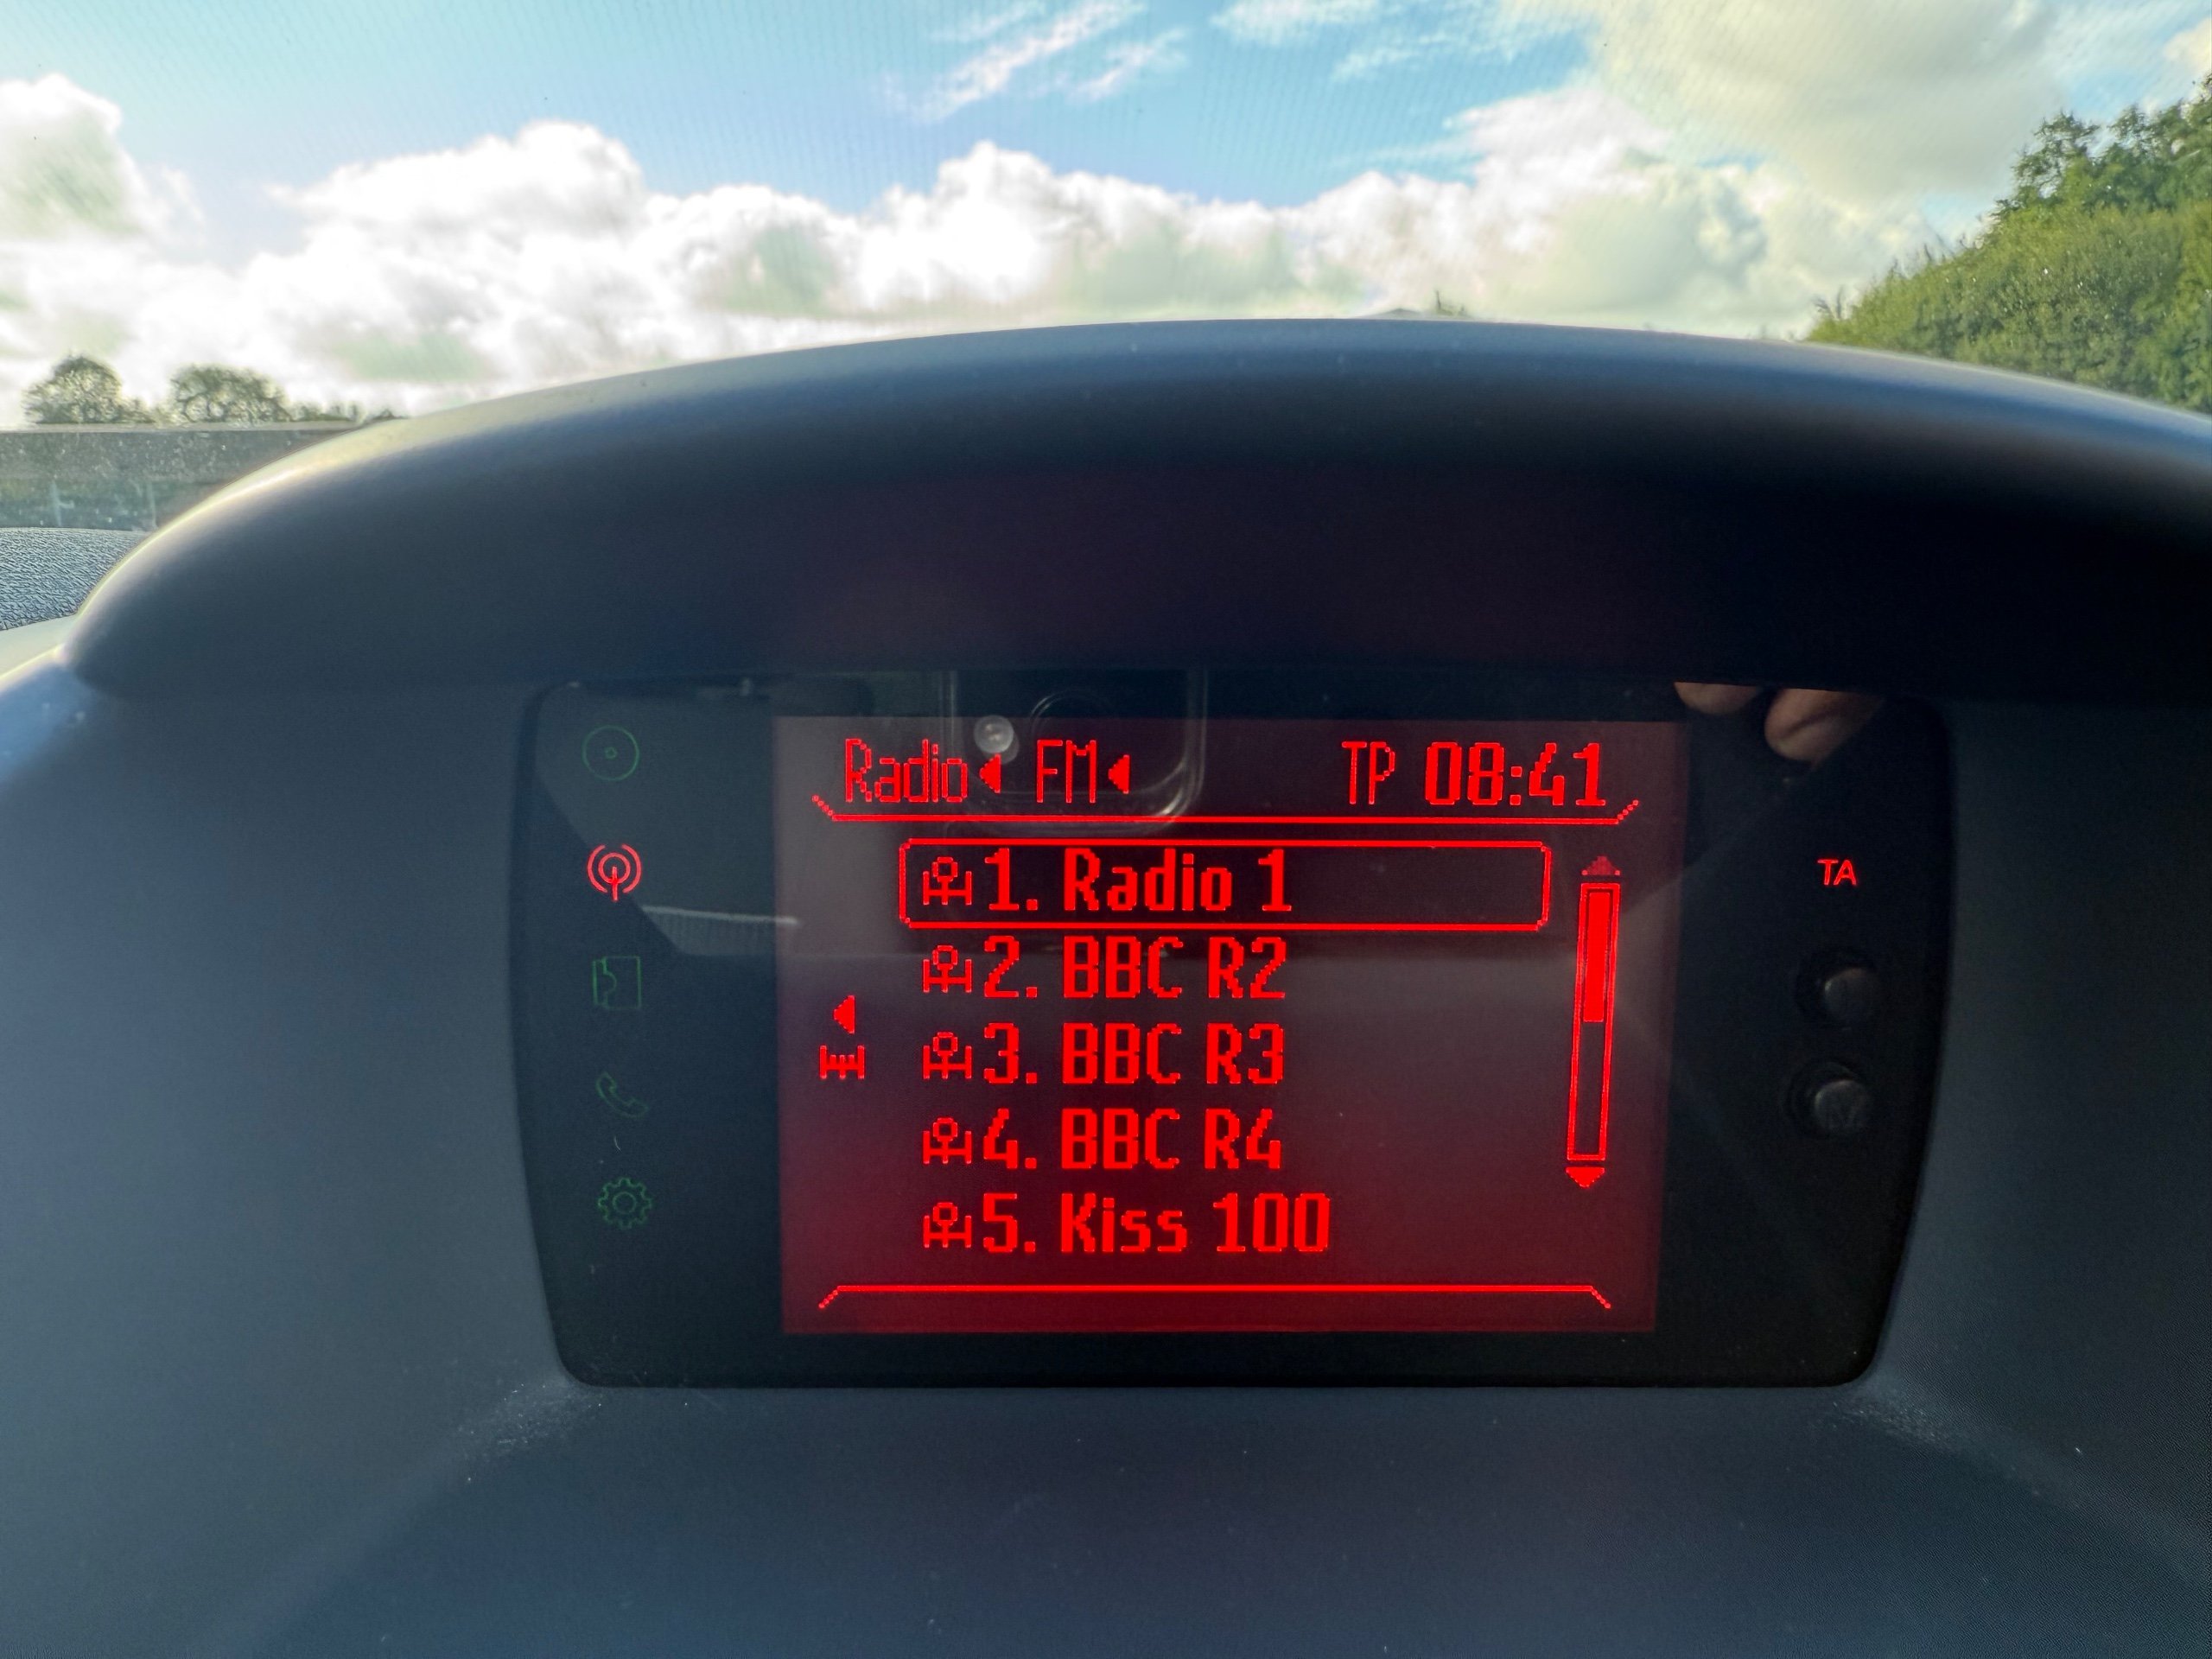 Radio FM TP 08:41
1. Radio 1
TA
2. BBC R2
3. BBC R3
4. BBC R4
5. Kiss 100